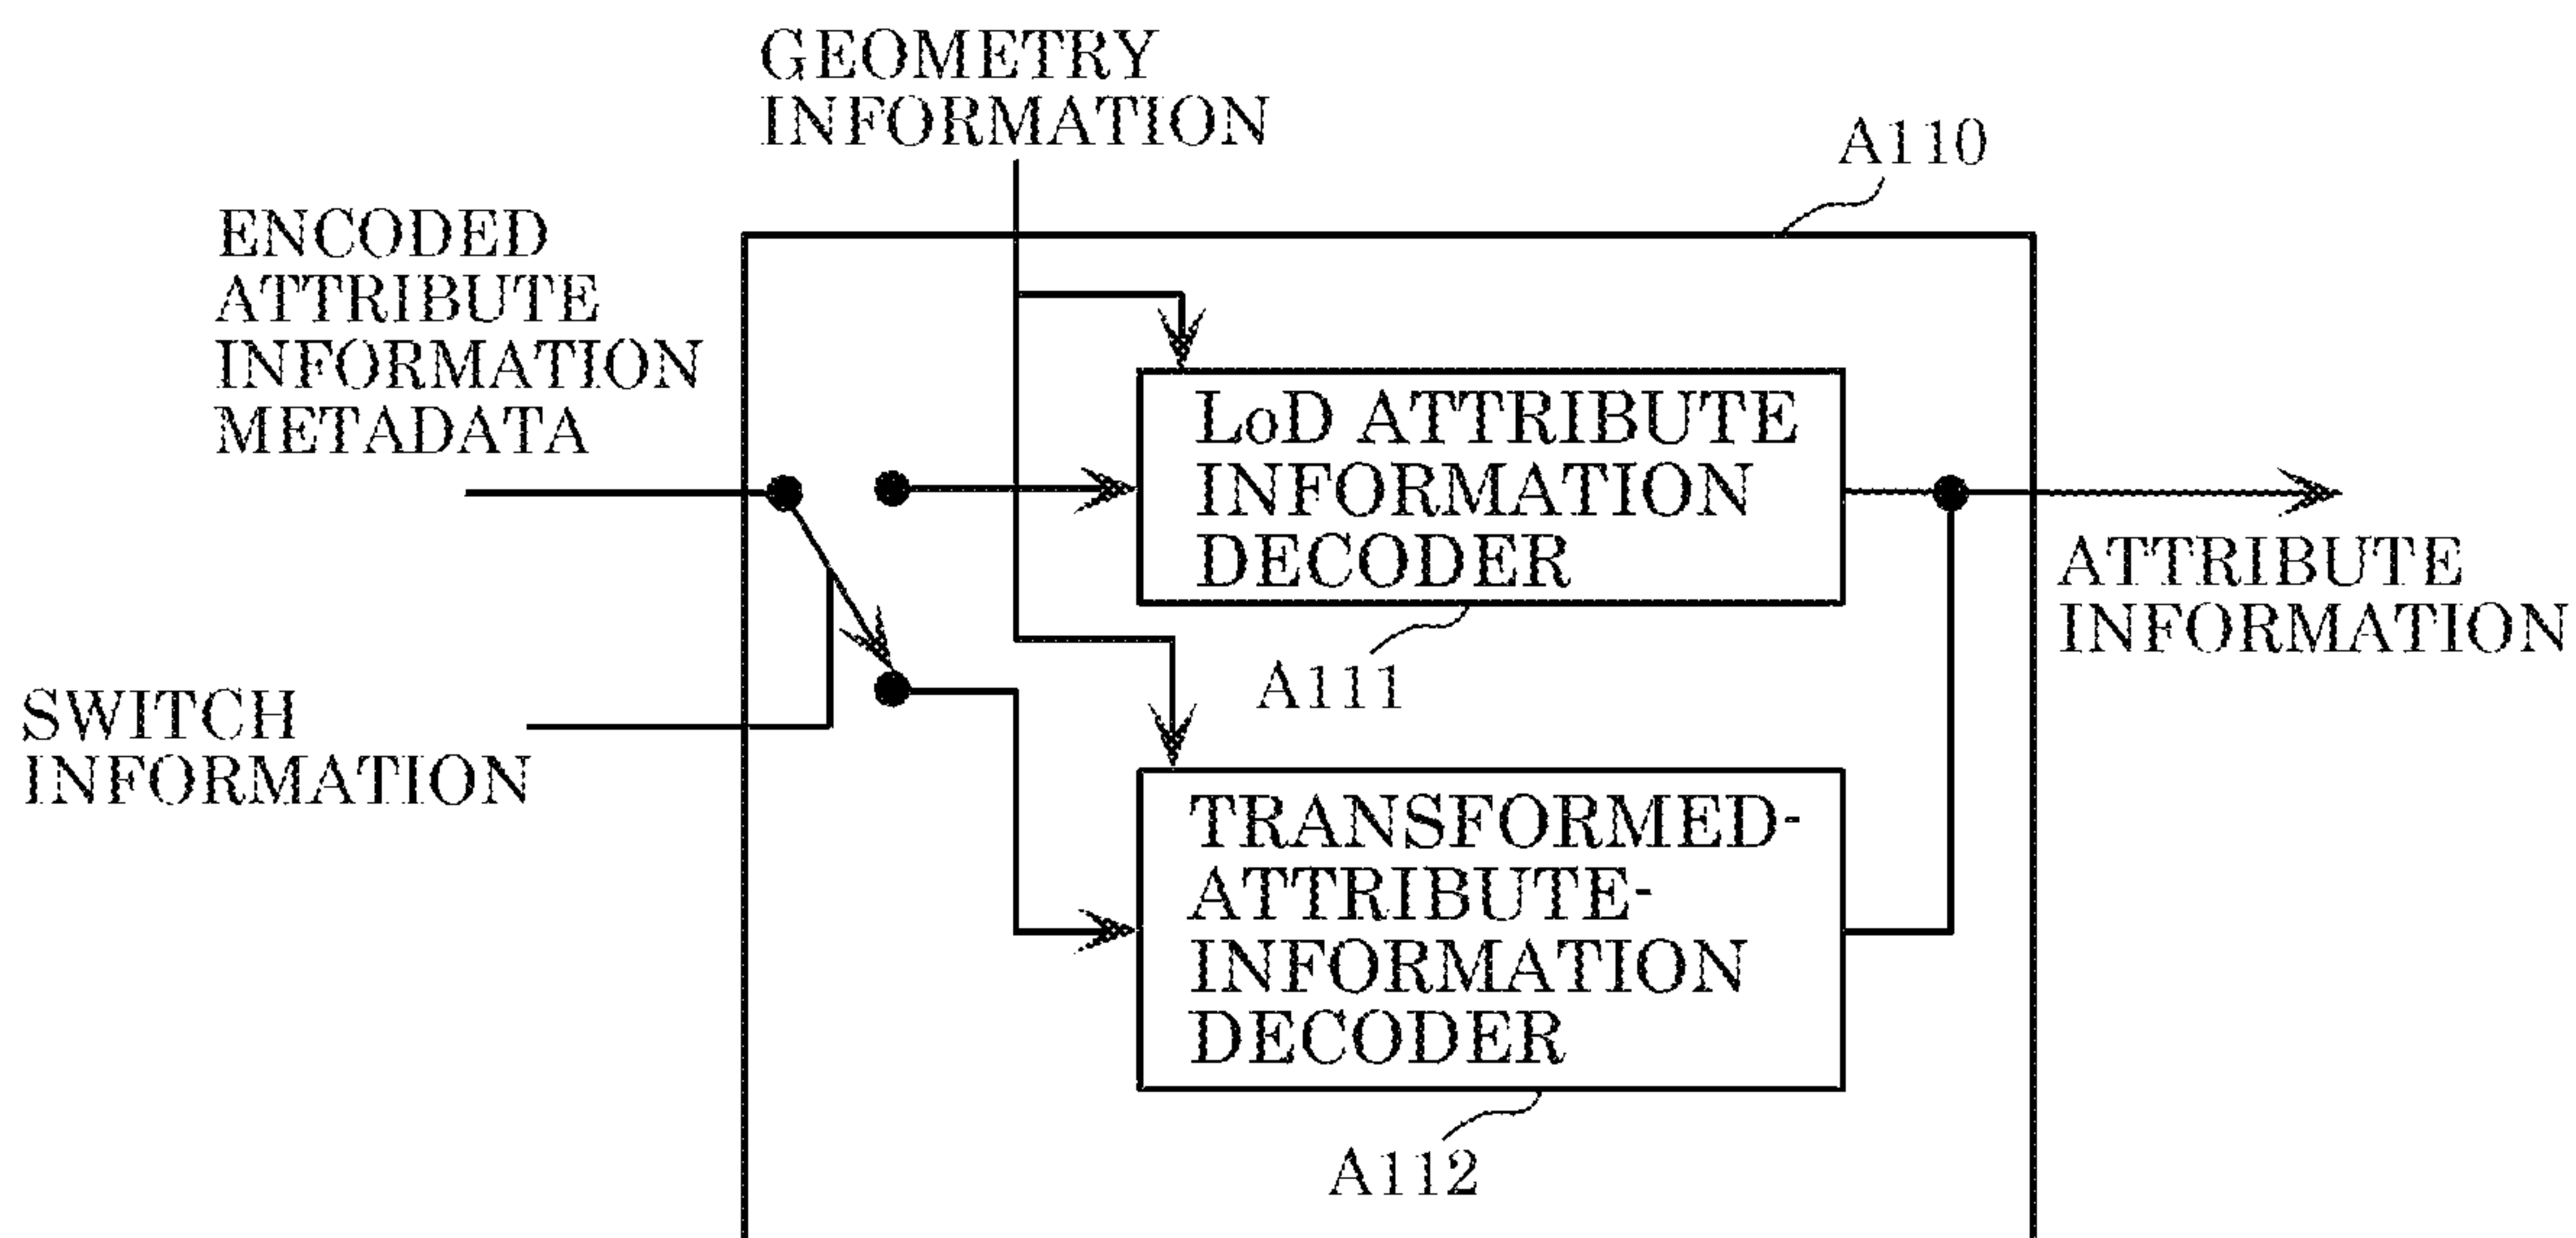 GEOMETRY
INFORMATION
A110
ENCODED
ATTRIBUTE
INFORMATION
METADATA
LoD ATTRIBUTE
INFORMATION
DECODER
ATTRIBUTE
INFORMATION
A111
SWITCH
INFORMATION
TRANSFORMED-
ATTRIBUTE-
INFORMATION
DECODER
A112